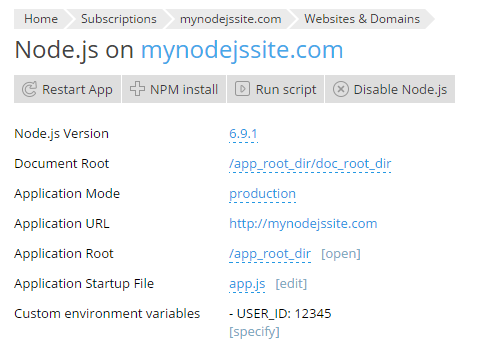 Home Subscriptions mynodejssite.com Websites & Domains
Node.js on mynodejssite.com
Restart App NPM install Run script Disable Node.js
Node.js Version 6.9.1
Document Root /app_root_dir/doc_root_dir
Application Mode production
Application URL http://mynodejssite.com
Application Root /app_root_dir [open]
Application Startup File app.js [edit]
Custom environment variables - USER_ID: 12345
[specify]